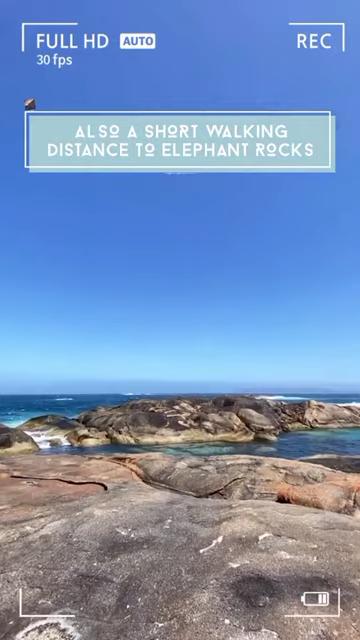 FULL HD AUTO REC
30 fps
ALSO A SHORT WALKING
DISTANCE TO ELEPHANT ROCKS